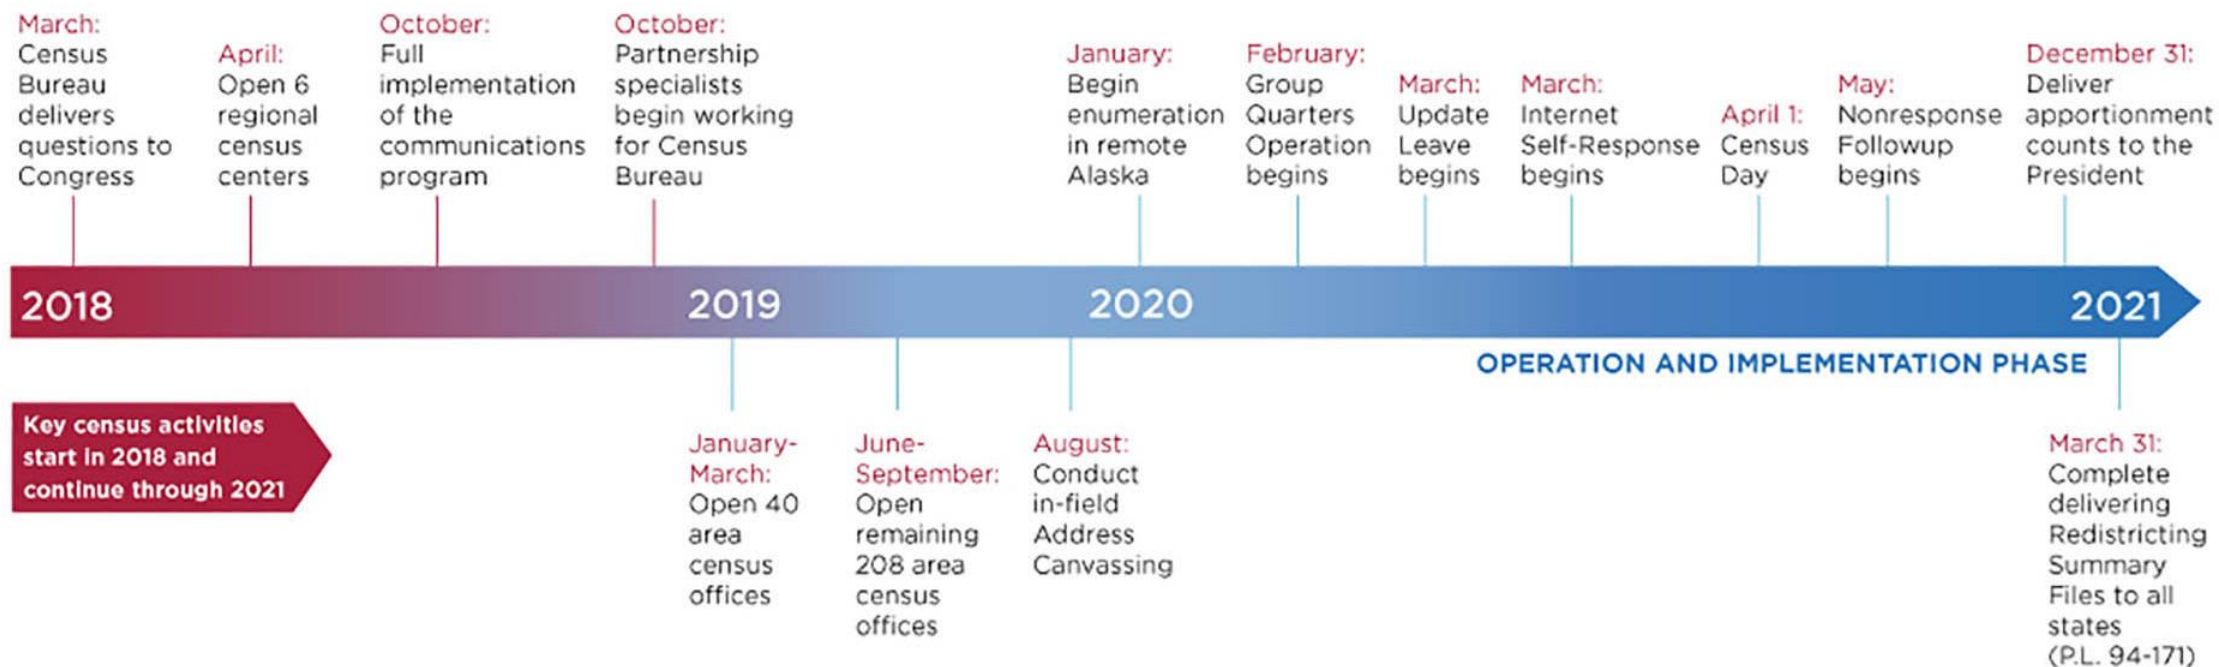 March:
Census
Bureau
delivers
questions to
Congress
April:
Open 6
regional
census
centers
October:
Full
implementation
of the
communications
program
October:
Partnership
specialists
begin working
for Census
Bureau
January:
Begin
enumeration
in remote
Alaska
February:
Group
Quarters
Operation
begins
March:
Update
Leave
begins
March:
Internet
Self-Response
begins
April 1:
Census
Day
May:
Nonresponse
Followup
begins
December 31:
Deliver
apportionment
counts to the
President
2018
2019
2020
2021
OPERATION AND IMPLEMENTATION PHASE
Key census activities
start in 2018 and
continue through 2021
January-
March:
Open 40
area
census
offices
June-
September:
Open
remaining
208 area
census
offices
August:
Conduct
in-field
Address
Canvassing
March 31:
Complete
delivering
Redistricting
Summary
Files to all
states
(P.L. 94-171)